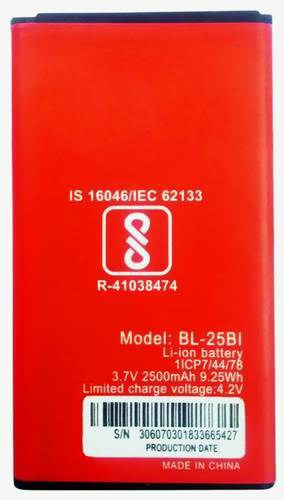 IS 16046/IEC 62133
R-41038474
Model: BL-25BI
Li-ion battery
1ICP7/44/78
3.7V 2500mAh 9.25Wh
Limited charge voltage:4.2V
S/N 306070301833665427
PRODUCTION DATE:
MADE IN CHINA